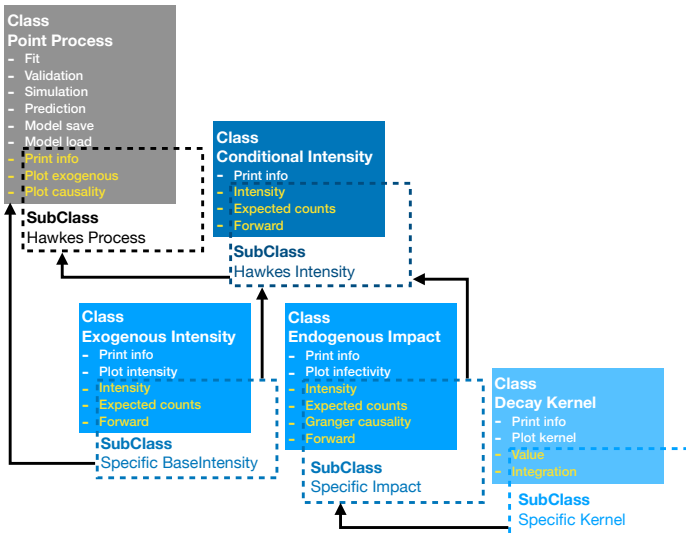 Class
Point Process
- Fit
- Validation
- Simulation
- Prediction
- Model save
- Model load
- Print info
- Plot exogenous
- Plot causality
SubClass
Hawkes Process
Class
Conditional Intensity
- Print info
- Intensity
- Expected counts
- Forward
SubClass
Hawkes Intensity
Class
Exogenous Intensity
- Print info
- Plot intensity
- Intensity
- Expected counts
- Forward
SubClass
Specific BaseIntensity
Class
Endogenous Impact
- Print info
- Plot infectivity
- Intensity
- Expected counts
- Granger causality
- Forward
SubClass
Specific Impact
Class
Decay Kernel
- Print info
- Plot kernel
- Value
- Integration
SubClass
Specific Kernel